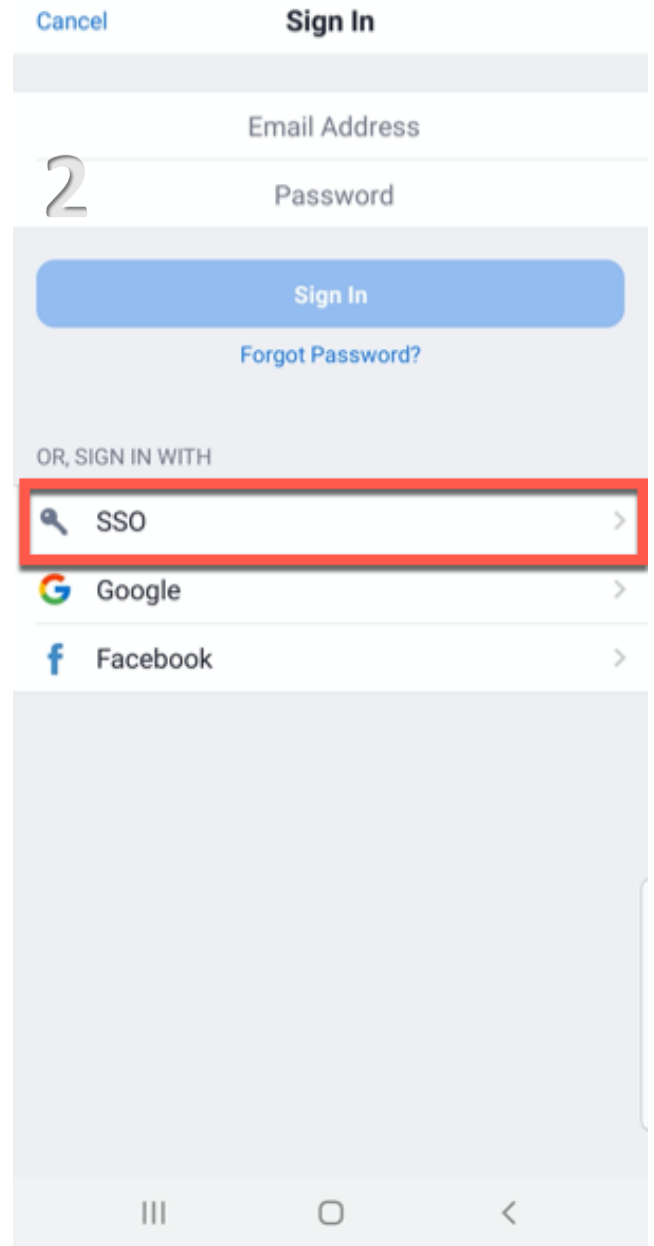 Cancel Sign In
Email Address
2
Password
Sign In
Forgot Password?
OR, SIGN IN WITH
SSO
Google
Facebook